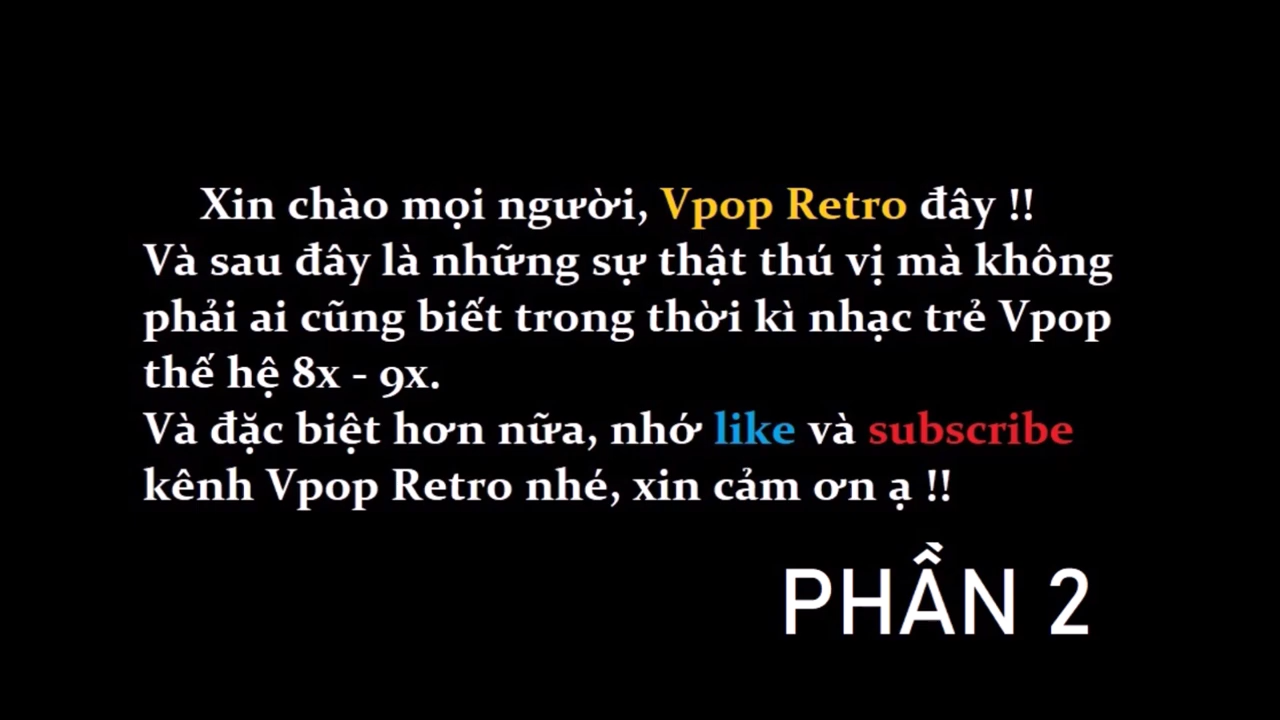 Xin chào mọi người, Vpop Retro đây !!
Và sau đây là những sự thật thú vị mà không
phải ai cũng biết trong thời kì nhạc trẻ Vpop
thế hệ 8x - 9x.
Và đặc biệt hơn nữa, nhớ like và subscribe
kênh Vpop Retro nhé, xin cảm ơn ạ !!
PHẦN 2